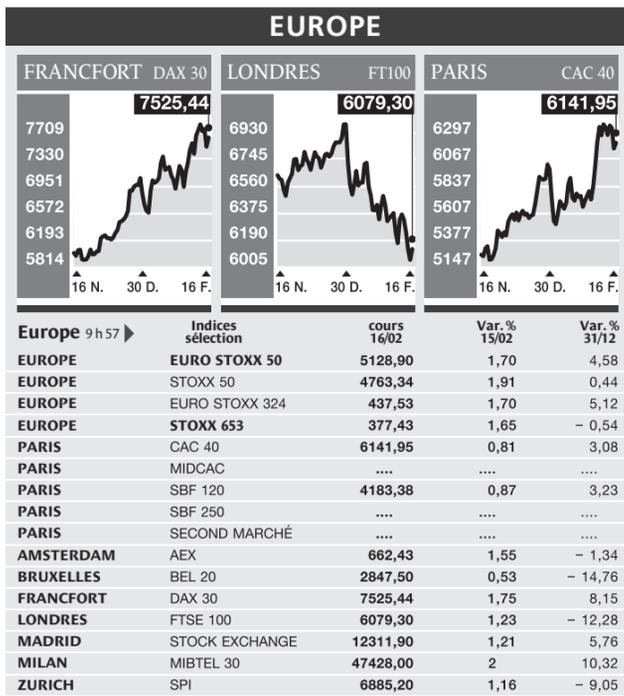 EUROPE
FRANCFORT DAX 30
7525,44
7709
7330
6951
6572
6193
5814
16 N. 30 D. 16 F.
LONDRES FT100
6079,30
6930
6745
6560
6375
6190
6005
16 N. 30 D. 16 F.
PARIS CAC 40
6141,95
6297
6067
5837
5607
5377
5147
16 N. 30 D. 16 F.
Europe 9 h 57 Indices sélection cours 16/02 Var. % 15/02 Var. % 31/12
EUROPE EURO STOXX 50 5128,90 1,70 4,58
EUROPE STOXX 50 4763,34 1,91 0,44
EUROPE EURO STOXX 324 437,53 1,70 5,12
EUROPE STOXX 653 377,43 1,65 – 0,54
PARIS CAC 40 6141,95 0,81 3,08
PARIS MIDCAC .... .... ....
PARIS SBF 120 4183,38 0,87 3,23
PARIS SBF 250 .... .... ....
PARIS SECOND MARCHÉ .... .... ....
AMSTERDAM AEX 662,43 1,55 – 1,34
BRUXELLES BEL 20 2847,50 0,53 – 14,76
FRANCFORT DAX 30 7525,44 1,75 8,15
LONDRES FTSE 100 6079,30 1,23 – 12,28
MADRID STOCK EXCHANGE 12311,90 1,21 5,76
MILAN MIBTEL 30 47428,00 2 10,32
ZURICH SPI 6885,20 1,16 – 9,05